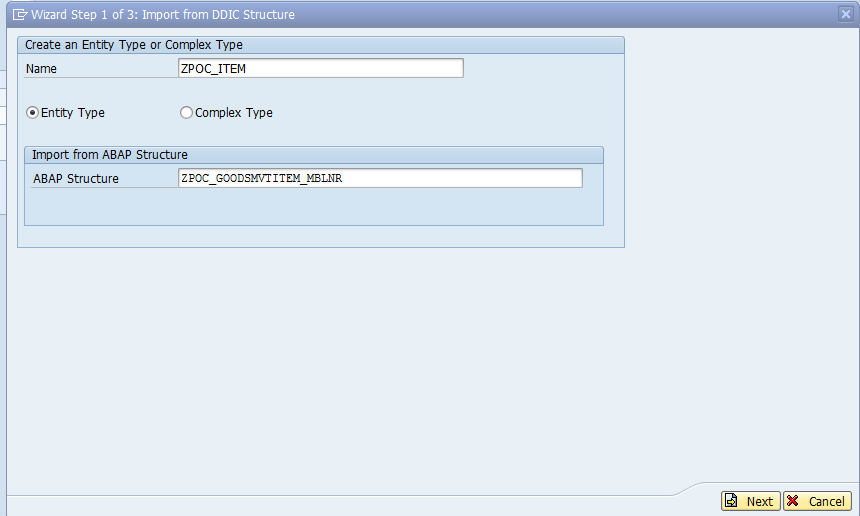 Wizard Step 1 of 3: Import from DDIC Structure
Create an Entity Type or Complex Type
Name ZPOC_ITEM
Entity Type Complex Type
Import from ABAP Structure
ABAP Structure ZPOC_GOODSMVTITEM_MBLNR
Next Cancel